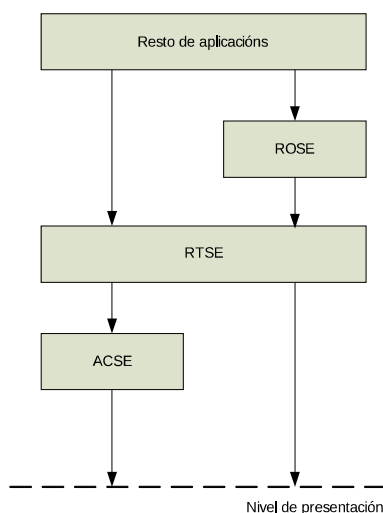 Resto de aplicacións
ROSE
RTSE
ACSE
Nivel de presentación